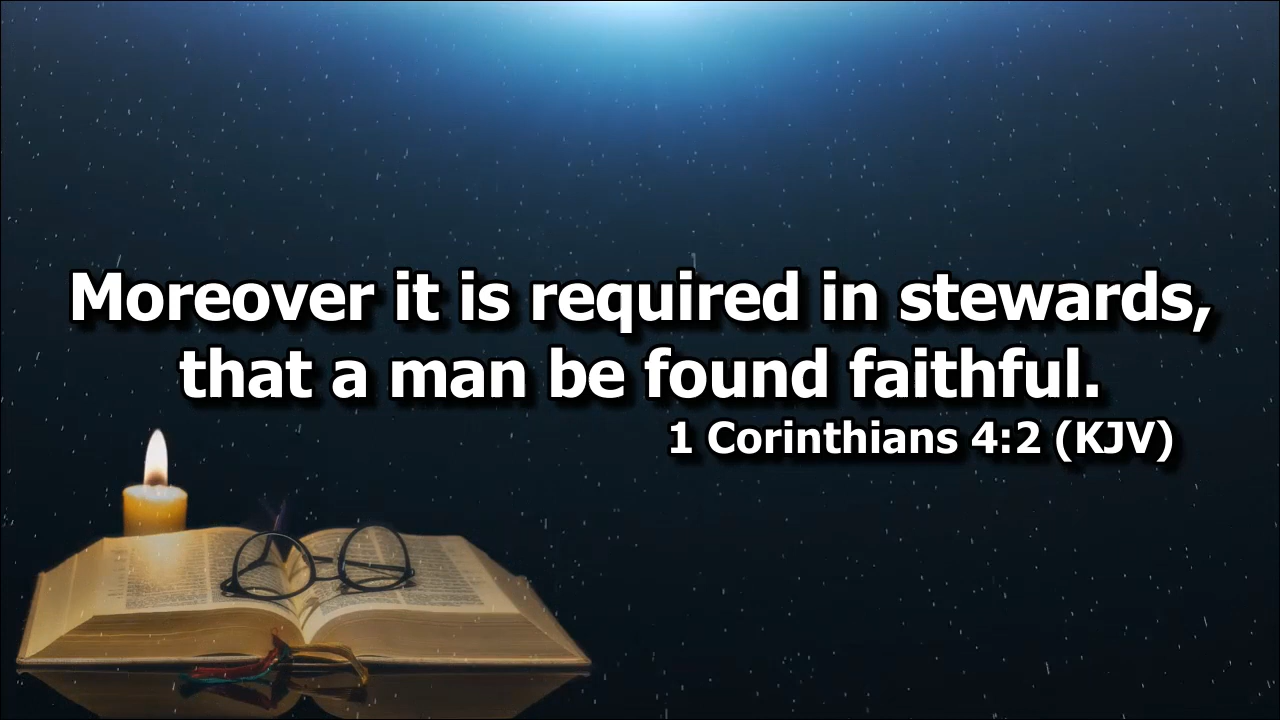 Moreover it is required in stewards,
that a man be found faithful.
1 Corinthians 4:2 (KJV)